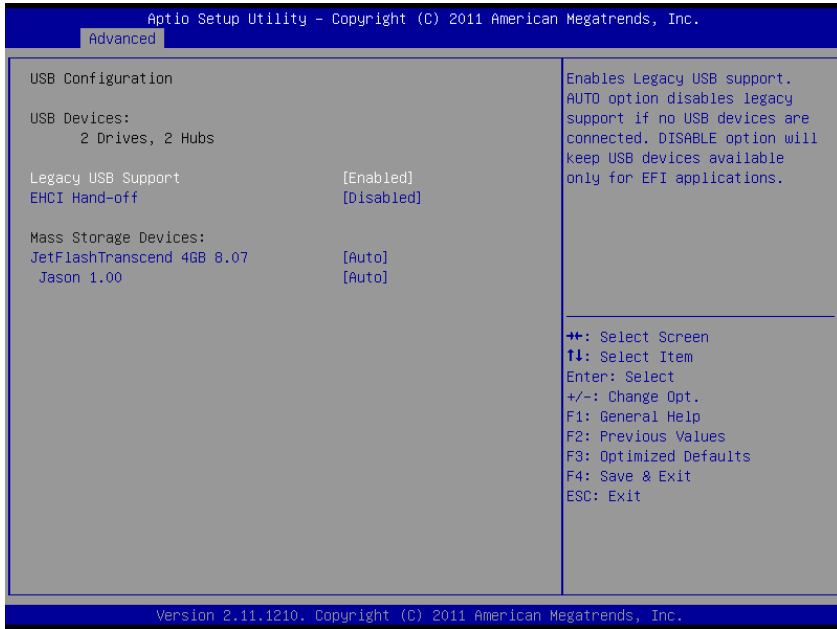 Aptio Setup Utility – Copyright (C) 2011 American Megatrends, Inc.
Advanced
USB Configuration
USB Devices:
2 Drives, 2 Hubs
Legacy USB Support [Enabled]
EHCI Hand-off [Disabled]
Mass Storage Devices:
JetFlashTranscend 4GB 8.07 [Auto]
Jason 1.00 [Auto]
Enables Legacy USB support.
AUTO option disables legacy
support if no USB devices are
connected. DISABLE option will
keep USB devices available
only for EFI applications.
→←: Select Screen
↑↓: Select Item
Enter: Select
+/-: Change Opt.
F1: General Help
F2: Previous Values
F3: Optimized Defaults
F4: Save & Exit
ESC: Exit
Version 2.11.1210. Copyright (C) 2011 American Megatrends, Inc.